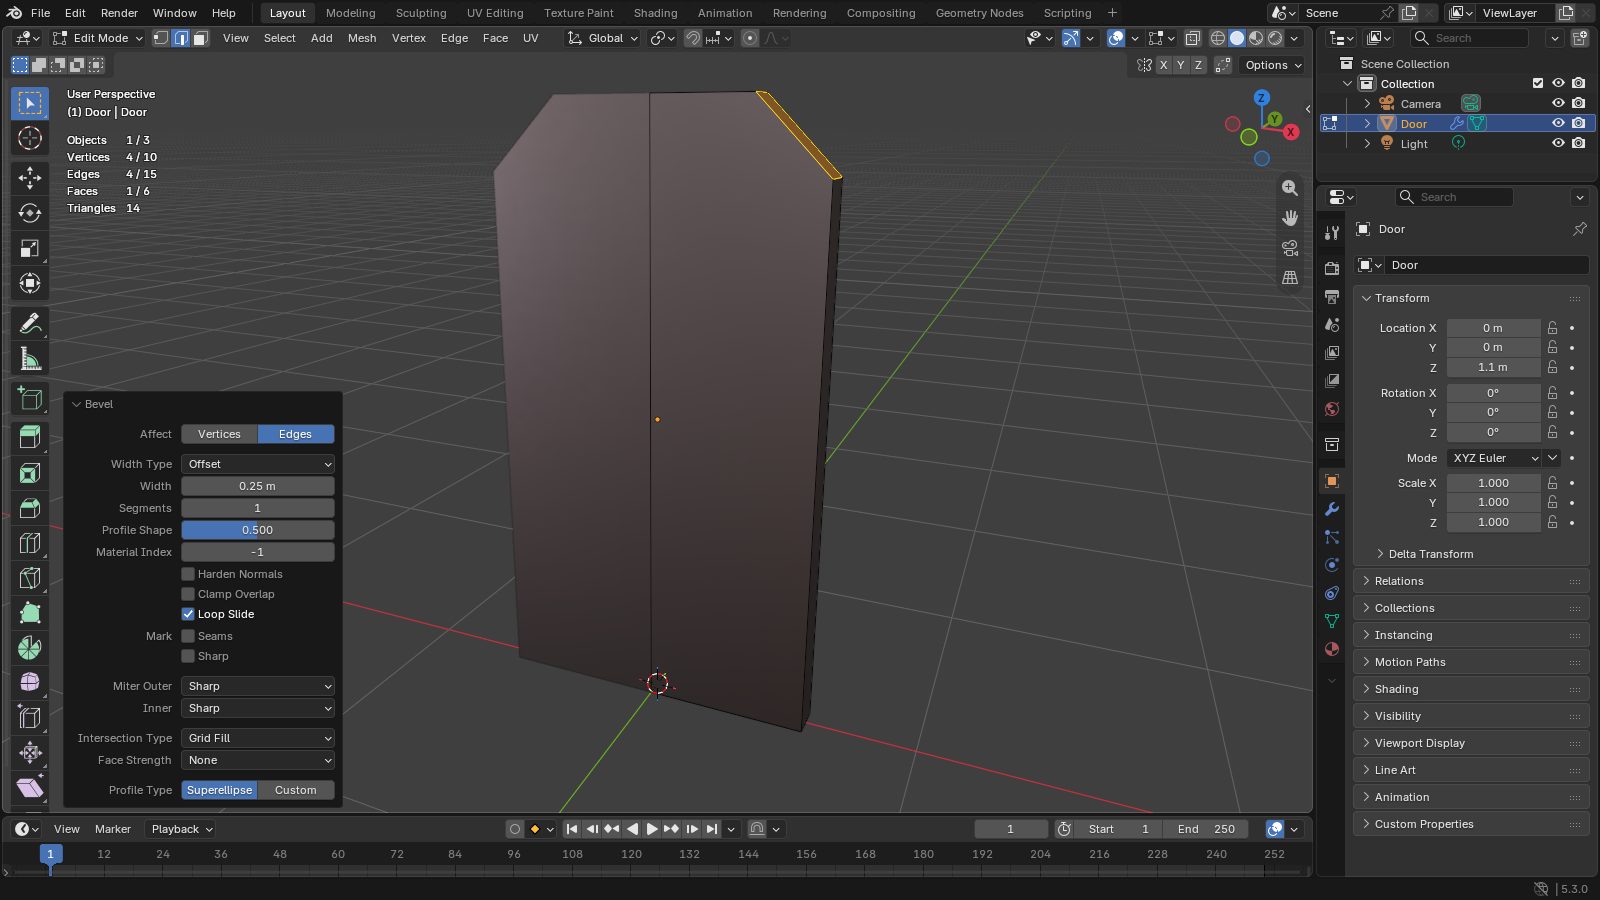 File Edit Render Window Help Layout Modeling Sculpting UV Editing Texture Paint Shading Animation Rendering Compositing Geometry Nodes Scripting + Scene ViewLayer
Edit Mode View Select Add Mesh Vertex Edge Face UV Global Search
X Y Z Options
Scene Collection
Collection
Camera
Door
Light
User Perspective
(1) Door | Door
Objects 1 / 3
Vertices 4 / 10
Edges 4 / 15
Faces 1 / 6
Triangles 14
Z
Y
X
Bevel
Affect Vertices Edges
Width Type Offset
Width 0.25 m
Segments 1
Profile Shape 0.500
Material Index -1
Harden Normals
Clamp Overlap
Loop Slide
Mark Seams
Sharp
Miter Outer Sharp
Inner Sharp
Intersection Type Grid Fill
Face Strength None
Profile Type Superellipse Custom
Search
Door
Door
Transform
Location X 0 m
Y 0 m
Z 1.1 m
Rotation X 0°
Y 0°
Z 0°
Mode XYZ Euler
Scale X 1.000
Y 1.000
Z 1.000
Delta Transform
Relations
Collections
Instancing
Motion Paths
Shading
Visibility
Viewport Display
Line Art
Animation
Custom Properties
View Marker Playback 1 Start 1 End 250
1 12 24 36 48 60 72 84 96 108 120 132 144 156 168 180 192 204 216 228 240 252
5.3.0